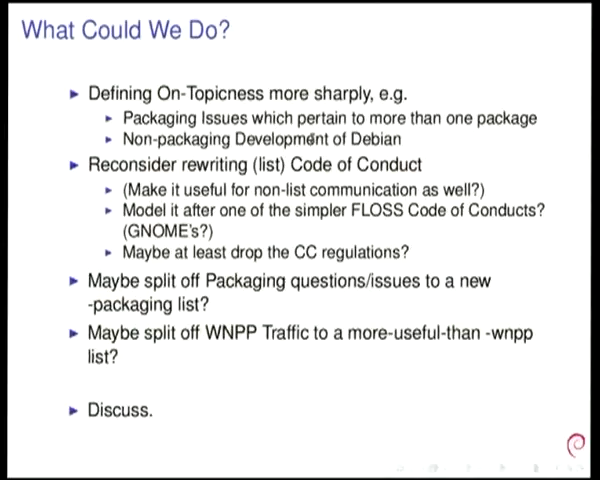 What Could We Do?
Defining On-Topicness more sharply, e.g.
Packaging Issues which pertain to more than one package
Non-packaging Development of Debian
Reconsider rewriting (list) Code of Conduct
(Make it useful for non-list communication as well?)
Model it after one of the simpler FLOSS Code of Conducts?
(GNOME's?)
Maybe at least drop the CC regulations?
Maybe split off Packaging questions/issues to a new
-packaging list?
Maybe split off WNPP Traffic to a more-useful-than -wnpp
list?
Discuss.